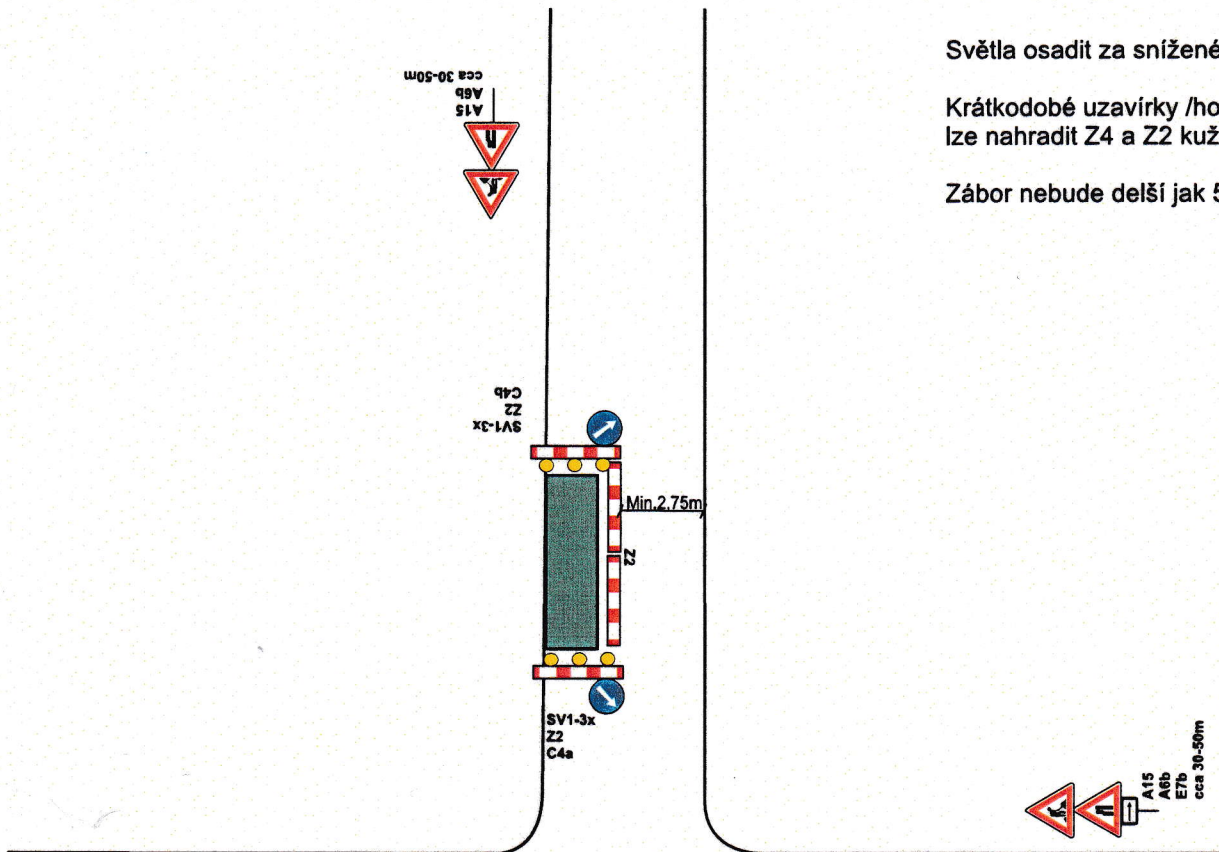 Světla osadit za snížené
Krátkodobé uzavírky /ho
lze nahradit Z4 a Z2 kuž
Zábor nebude delší jak 5
A15
A6b
cca 30-50m
SV1-3x
Z2
C4b
Min.2,75m
Z2
SV1-3x
Z2
C4a
A15
A6b
E7b
cca 30-50m